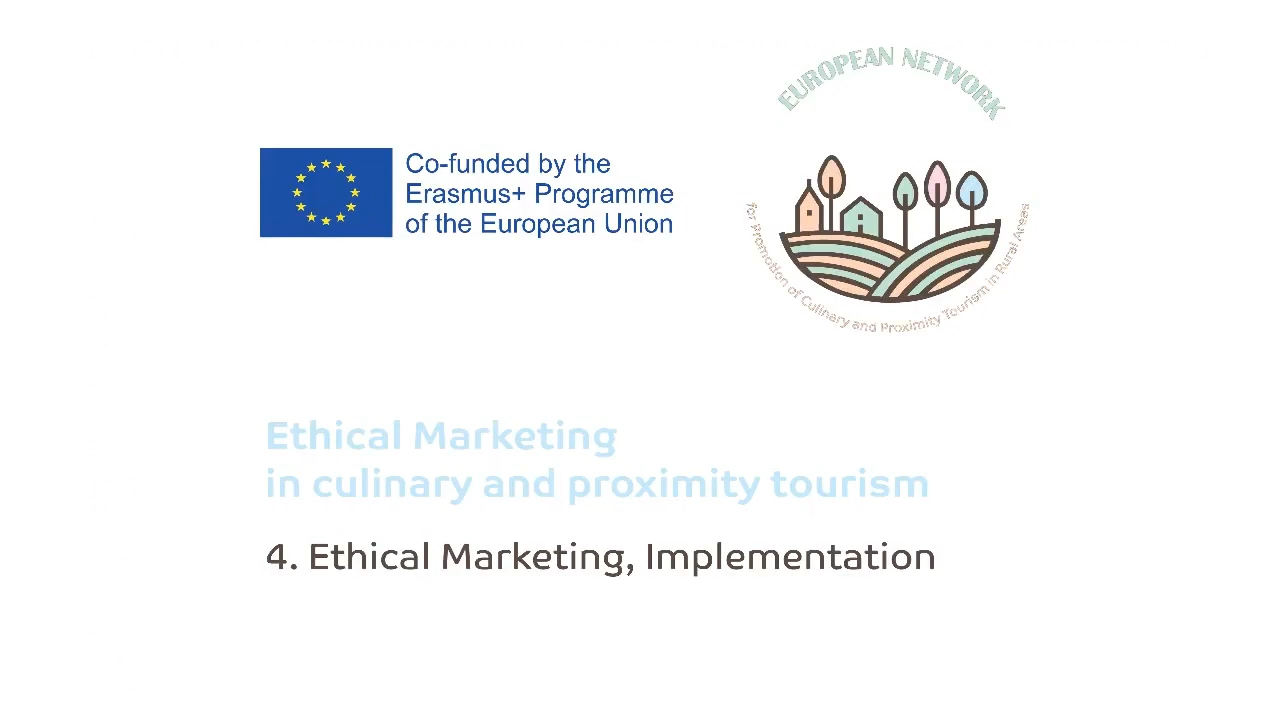 EUROPEAN NETWORK
Co-funded by the
Erasmus+ Programme
of the European Union
for Promotion of Culinary and Proximity Tourism in Rural Areas
Ethical Marketing
in culinary and proximity tourism
4. Ethical Marketing, Implementation